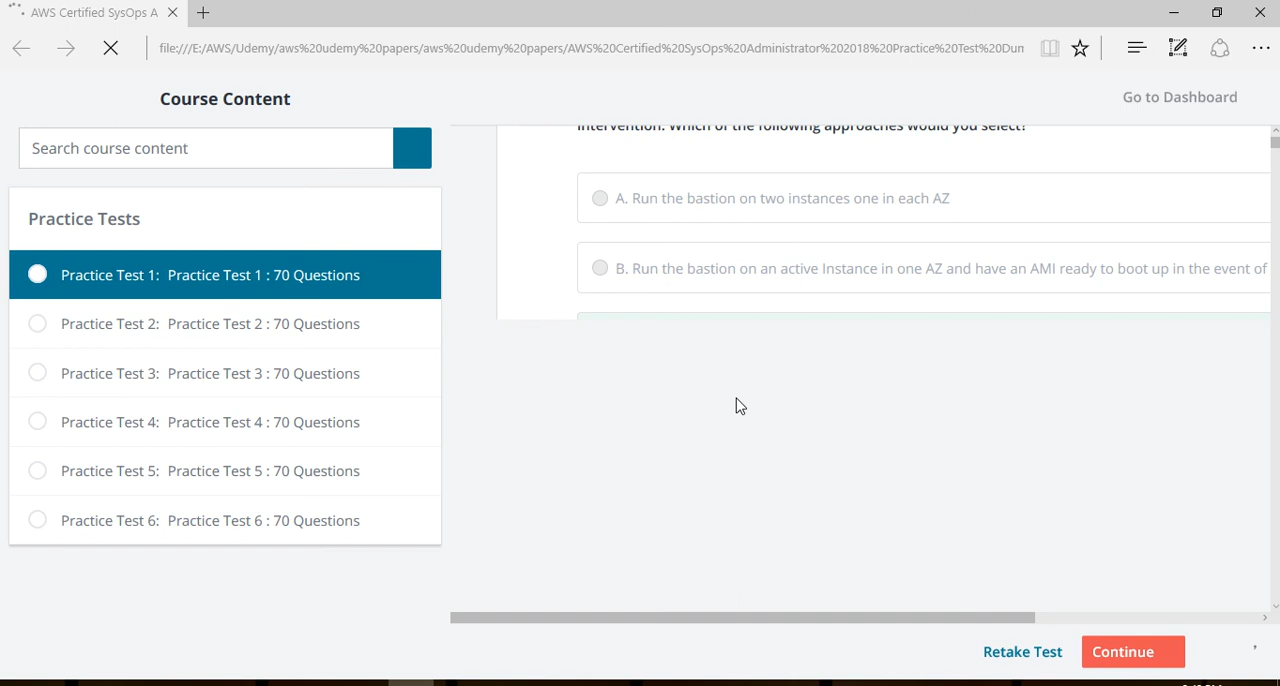 AWS Certified SysOps A
file:///E:/AWS/Udemy/aws%20udemy%20papers/aws%20udemy%20papers/AWS%20Certified%20SysOps%20Administrator%202018%20Practice%20Test%20Dun
Course Content
Go to Dashboard
Search course content
intervention. Which of the following approaches would you select?
Practice Tests
A. Run the bastion on two instances one in each AZ
B. Run the bastion on an active Instance in one AZ and have an AMI ready to boot up in the event of
Practice Test 1: Practice Test 1 : 70 Questions
Practice Test 2: Practice Test 2 : 70 Questions
Practice Test 3: Practice Test 3 : 70 Questions
Practice Test 4: Practice Test 4 : 70 Questions
Practice Test 5: Practice Test 5 : 70 Questions
Practice Test 6: Practice Test 6 : 70 Questions
Retake Test
Continue